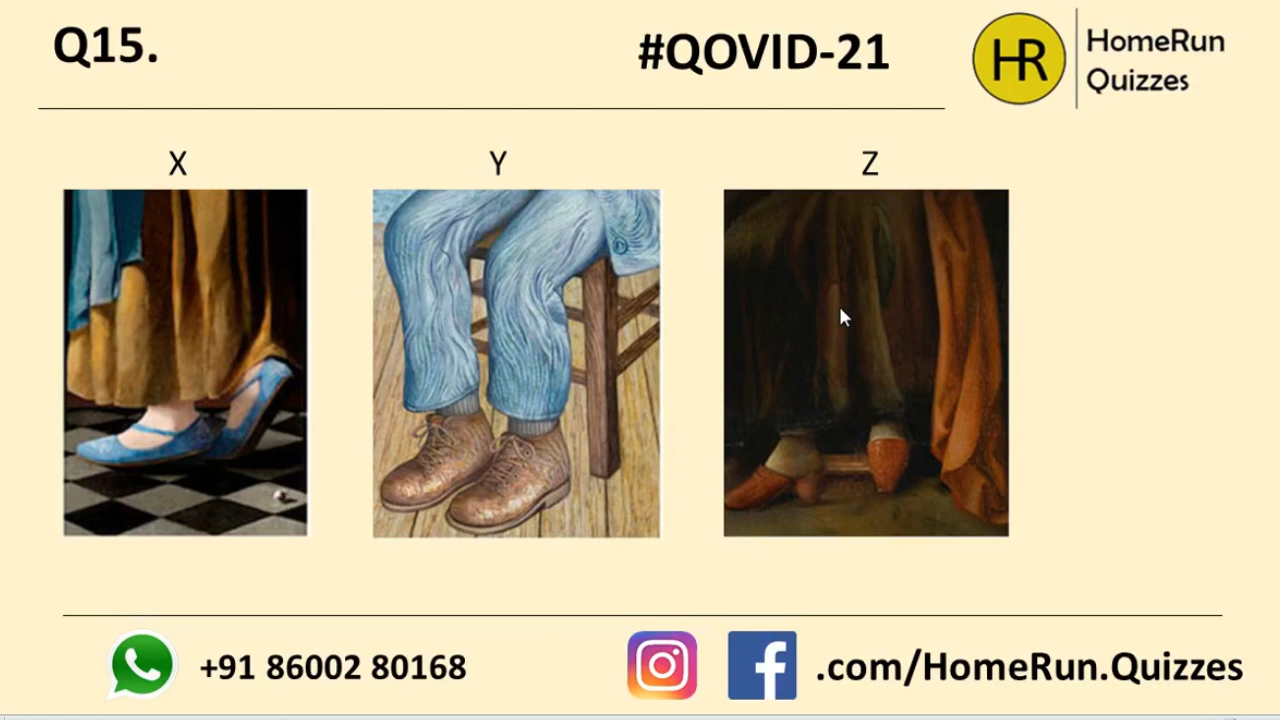 Q15.
#QOVID-21
HR
HomeRun
Quizzes
X
Y
Z
+91 86002 80168
.com/HomeRun.Quizzes